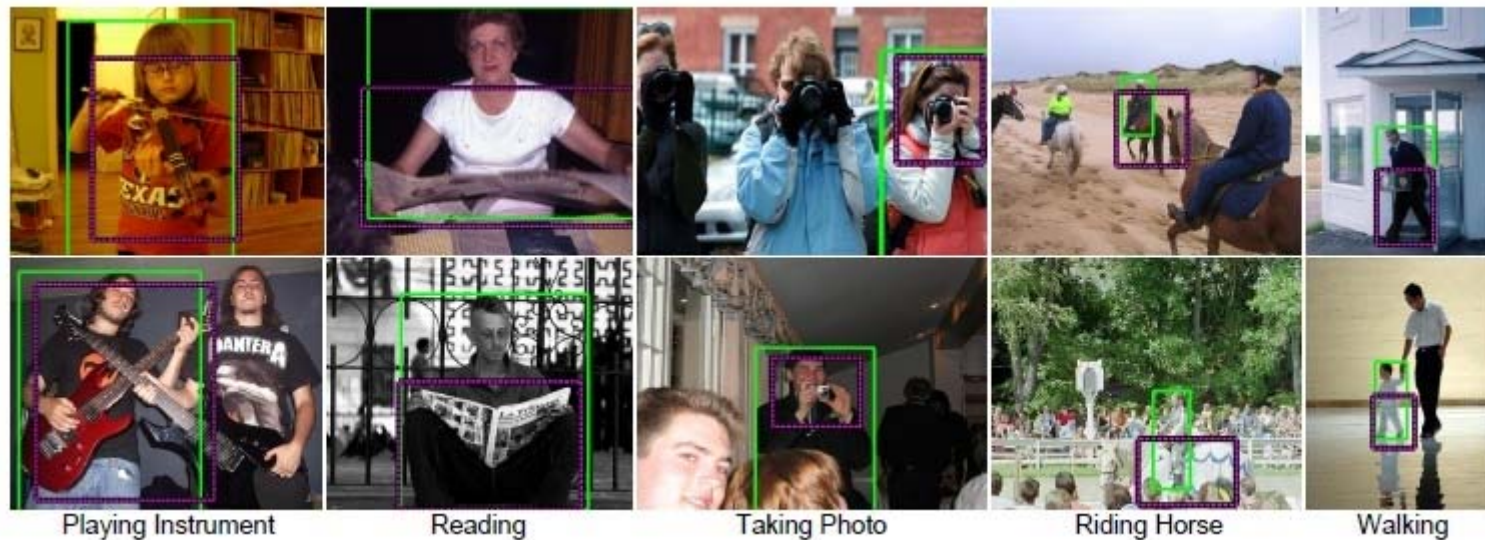 TEXAS
PANTERA
Playing Instrument
Reading
Taking Photo
Riding Horse
Walking